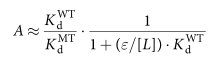 A ≈ K_d^WT / K_d^MT · 1 / (1 + (ε/[L]) · K_d^WT)